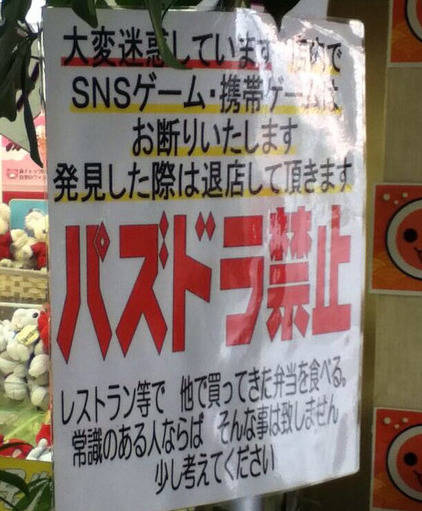 大変迷惑しています 店内で
SNSゲーム・携帯ゲームは
お断りいたします
発見した際は退店して頂きます
パズドラ禁止
レストラン等で 他で買ってきた弁当を食べる。
常識のある人ならば そんな事は致しません
少し考えてください